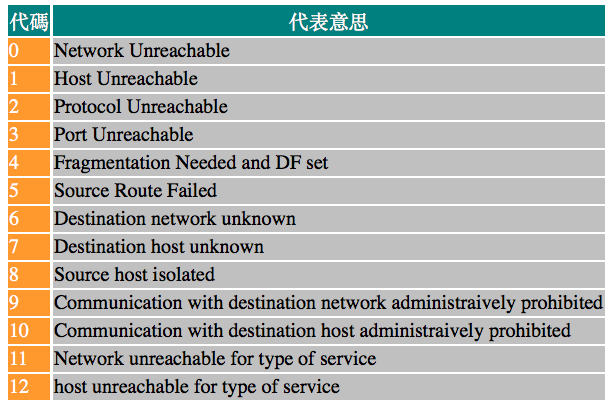 代碼 代表意思
0 Network Unreachable
1 Host Unreachable
2 Protocol Unreachable
3 Port Unreachable
4 Fragmentation Needed and DF set
5 Source Route Failed
6 Destination network unknown
7 Destination host unknown
8 Source host isolated
9 Communication with destination network administraively prohibited
10 Communication with destination host administraively prohibited
11 Network unreachable for type of service
12 host unreachable for type of service